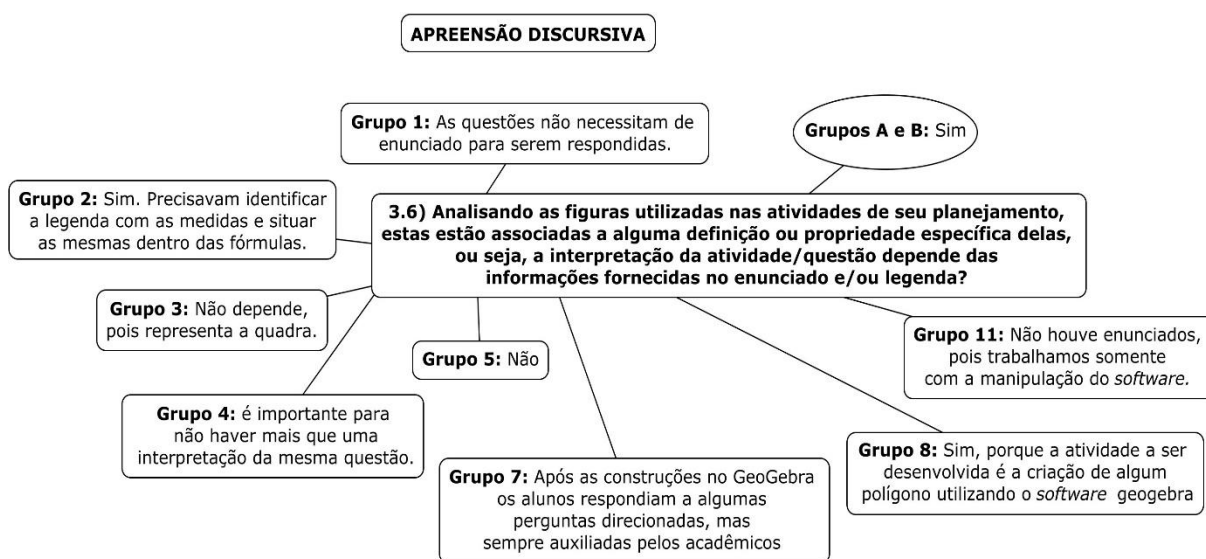 APREENSÃO DISCURSIVA
Grupo 1: As questões não necessitam de
enunciado para serem respondidas.
Grupos A e B: Sim
Grupo 2: Sim. Precisavam identificar
a legenda com as medidas e situar
as mesmas dentro das fórmulas.
3.6) Analisando as figuras utilizadas nas atividades de seu planejamento,
estas estão associadas a alguma definição ou propriedade específica delas,
ou seja, a interpretação da atividade/questão depende das
informações fornecidas no enunciado e/ou legenda?
Grupo 3: Não depende,
pois representa a quadra.
Grupo 5: Não
Grupo 11: Não houve enunciados,
pois trabalhamos somente
com a manipulação do software.
Grupo 4: é importante para
não haver mais que uma
interpretação da mesma questão.
Grupo 7: Após as construções no GeoGebra
os alunos respondiam a algumas
perguntas direcionadas, mas
sempre auxiliadas pelos acadêmicos
Grupo 8: Sim, porque a atividade a ser
desenvolvida é a criação de algum
polígono utilizando o software geogebra